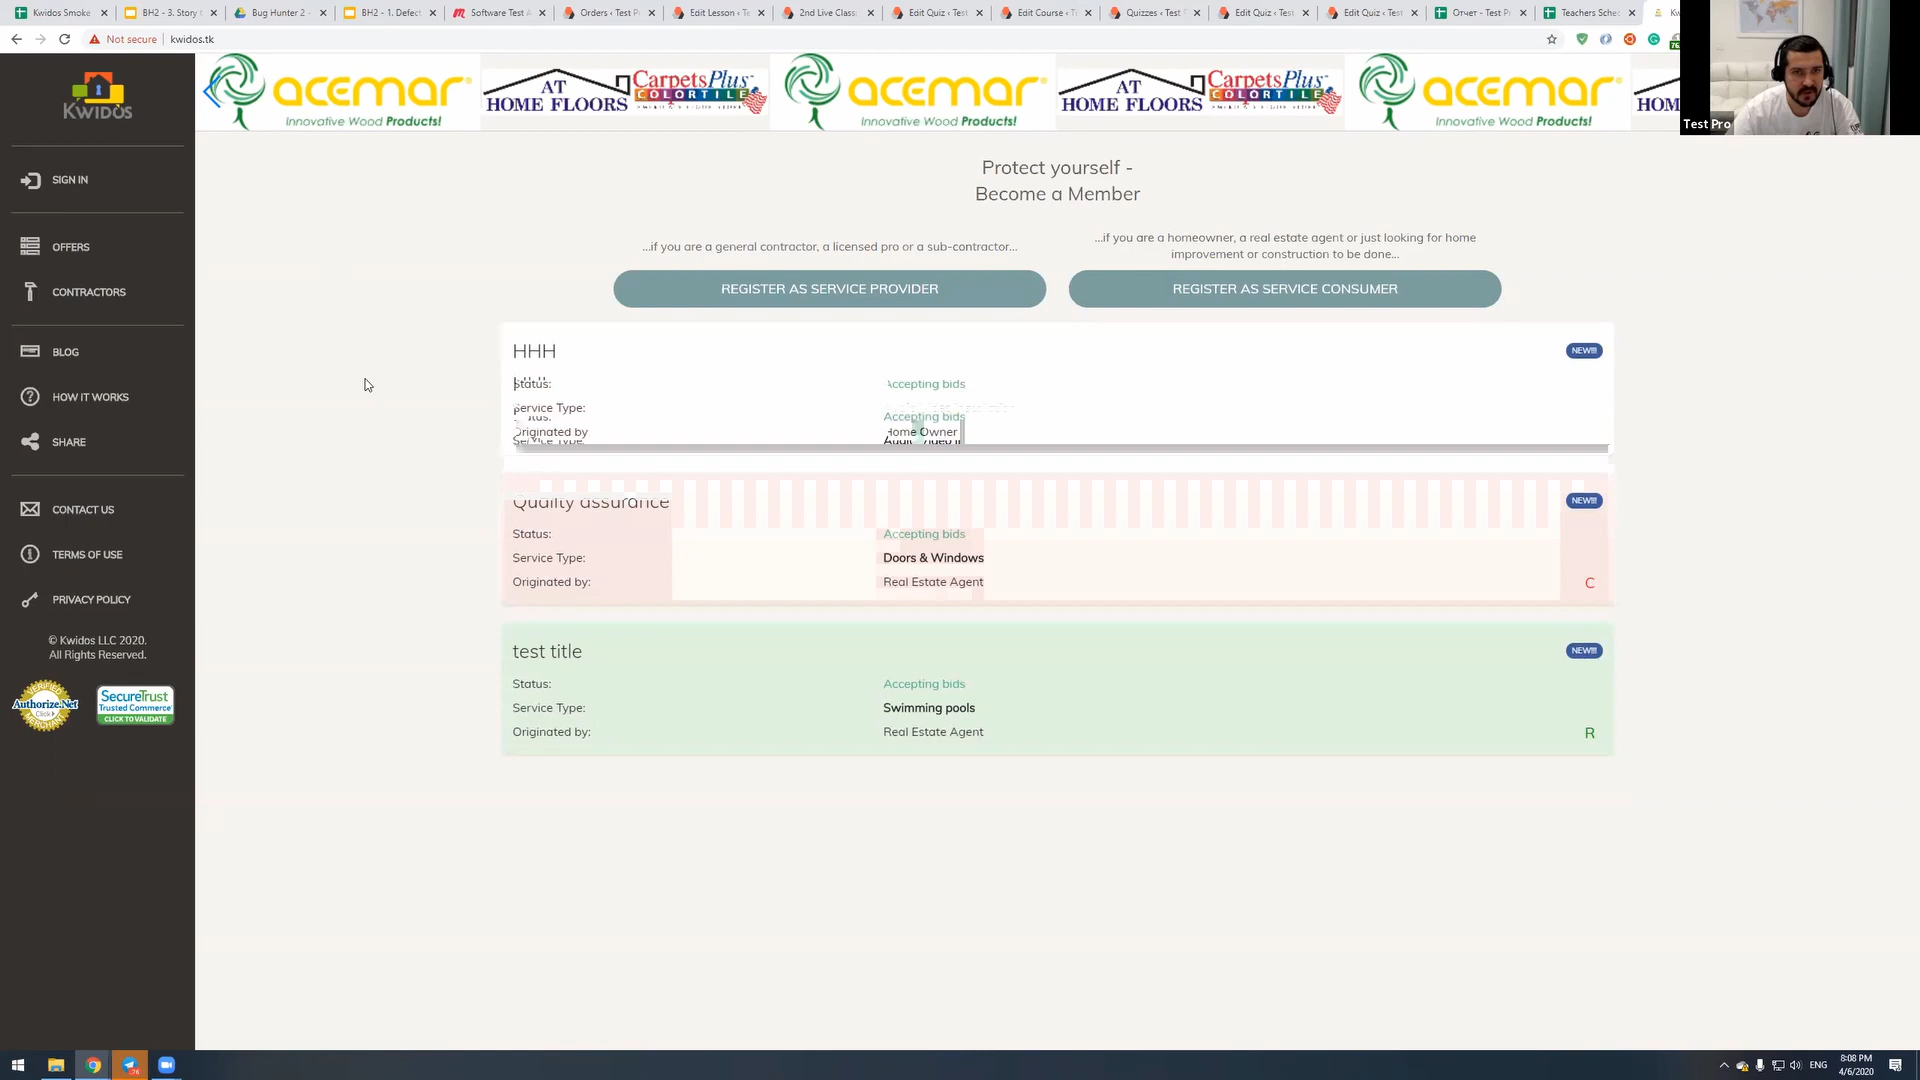 Kwidos Smoke
BH2 - 3. Story
Bug Hunter 2 -
BH2 - 1. Defect
Software Test A
Orders ‹ Test P
Edit Lesson ‹ Te
2nd Live Class
Edit Quiz ‹ Test
Edit Course ‹ T
Quizzes ‹ Test
Edit Quiz ‹ Test
Edit Quiz ‹ Test
Отчет - Test P
Teachers Sched
Not secure
kwidos.tk
Test Pro
KWIDOS
SIGN IN
OFFERS
CONTRACTORS
BLOG
HOW IT WORKS
SHARE
CONTACT US
TERMS OF USE
PRIVACY POLICY
© Kwidos LLC 2020.
All Rights Reserved.
VERIFIED
Authorize.Net
Click
MERCHANT
SecureTrust
Trusted Commerce
CLICK TO VALIDATE
acemar
Innovative Wood Products!
AT
HOME FLOORS
CarpetsPlus
COLORTILE
acemar
Innovative Wood Products!
AT
HOME FLOORS
CarpetsPlus
COLORTILE
acemar
Innovative Wood Products!
Protect yourself -
Become a Member
...if you are a general contractor, a licensed pro or a sub-contractor...
REGISTER AS SERVICE PROVIDER
...if you are a homeowner, a real estate agent or just looking for home
improvement or construction to be done...
REGISTER AS SERVICE CONSUMER
HHH
NEW!!!
Status:
Accepting bids
Service Type:
Accepting bids
Originated by
Home Owner
Quality assurance
NEW!!!
Status:
Accepting bids
Service Type:
Doors & Windows
Originated by:
Real Estate Agent
C
test title
NEW!!!
Status:
Accepting bids
Service Type:
Swimming pools
Originated by:
Real Estate Agent
R
ENG
8:08 PM
4/6/2020